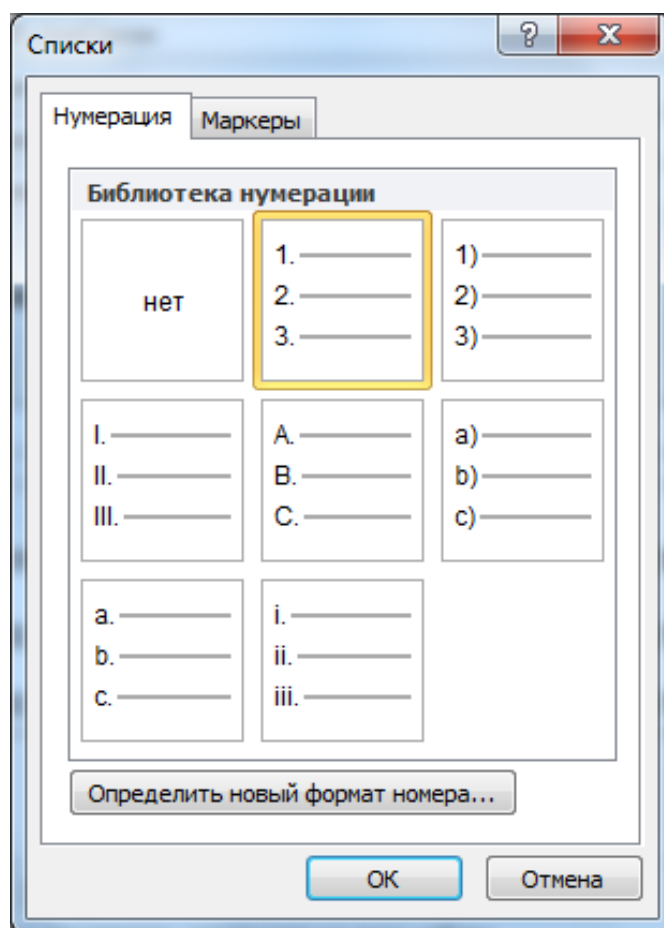 Списки
Нумерация Маркеры
Библиотека нумерации
нет
1.
2.
3.
1)
2)
3)
I.
II.
III.
A.
B.
C.
a)
b)
c)
a.
b.
c.
i.
ii.
iii.
Определить новый формат номера...
ОК Отмена